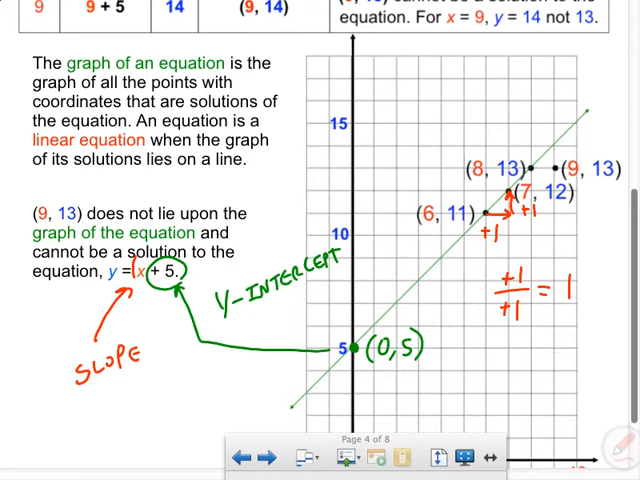 9 9 + 5 14 (9, 14)
equation. For x = 9, y = 14 not 13.
The graph of an equation is the
graph of all the points with
coordinates that are solutions of
the equation. An equation is a
linear equation when the graph
of its solutions lies on a line.
(9, 13) does not lie upon the
graph of the equation and
cannot be a solution to the
equation, y = 1x + 5.
SLOPE
Y-INTERCEPT
15
(8, 13) (9, 13)
(7, 12)
(6, 11)
+1
+1
10
+1
+1
= 1
5
(0,5)
Page 4 of 8